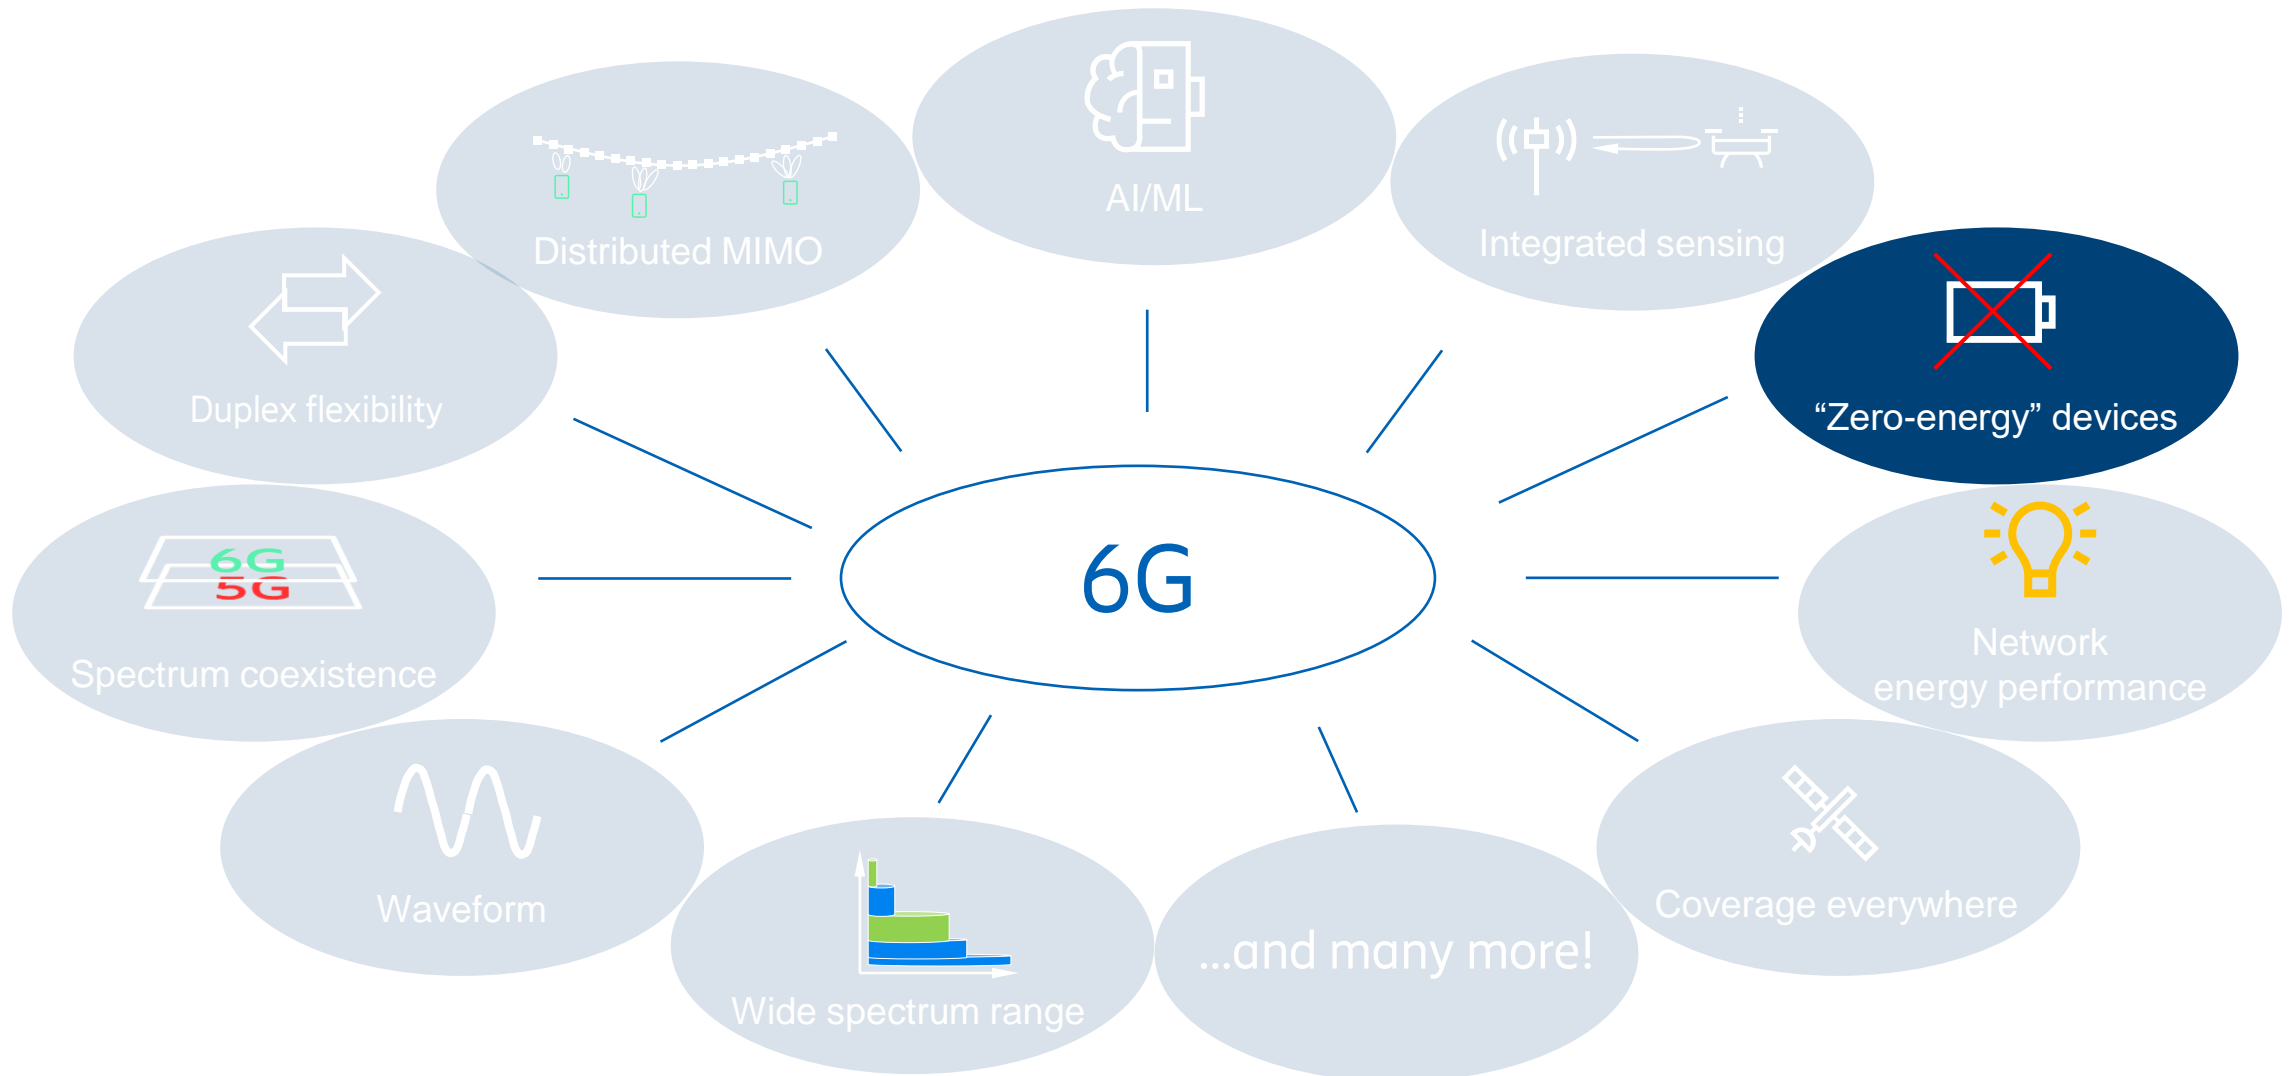 AI/ML
Distributed MIMO
Integrated sensing
Duplex flexibility
“Zero-energy” devices
6G
5G
Spectrum coexistence
6G
Network
energy performance
Waveform
Coverage everywhere
Wide spectrum range
...and many more!